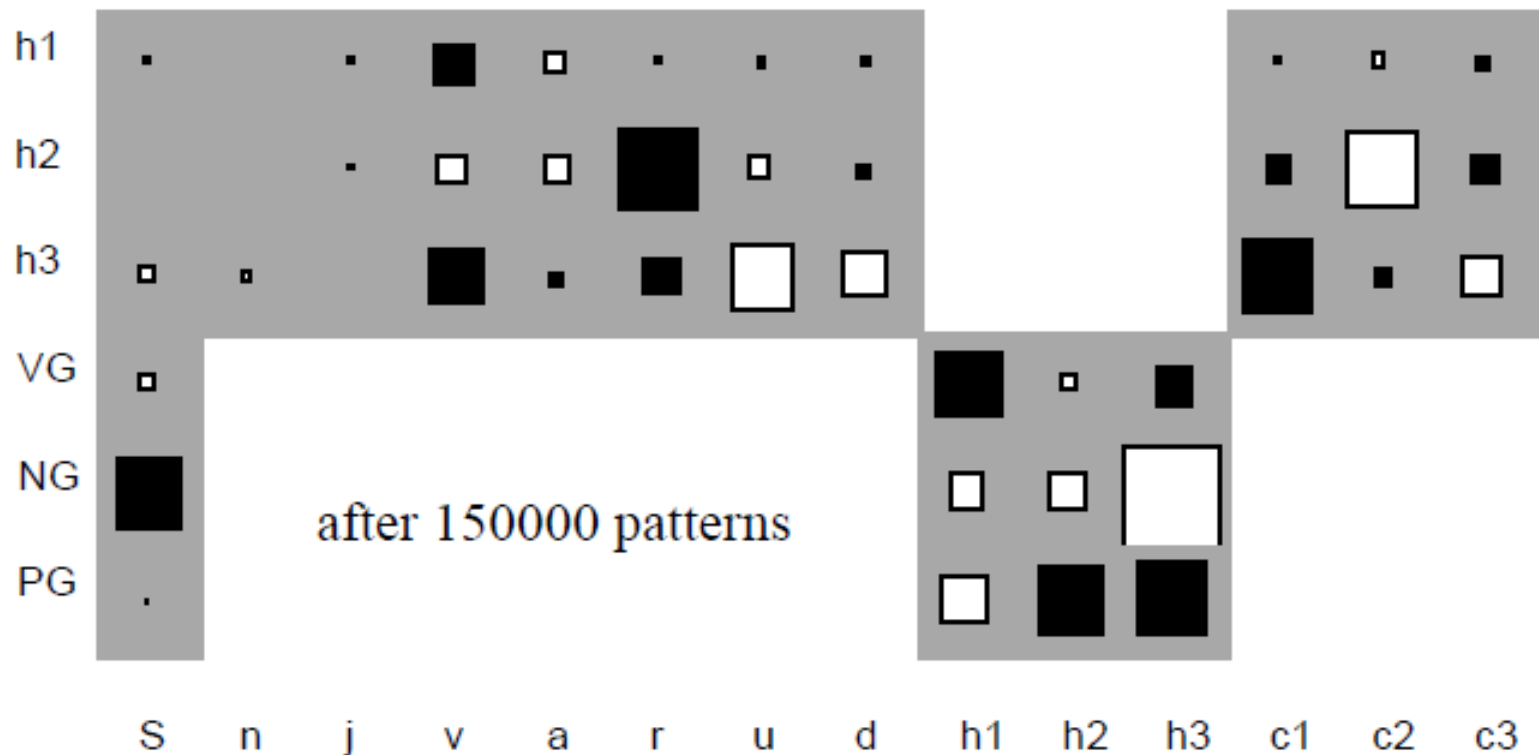 h1
h2
h3
VG
NG
after 150000 patterns
PG
S n j v a r u d h1 h2 h3 c1 c2 c3